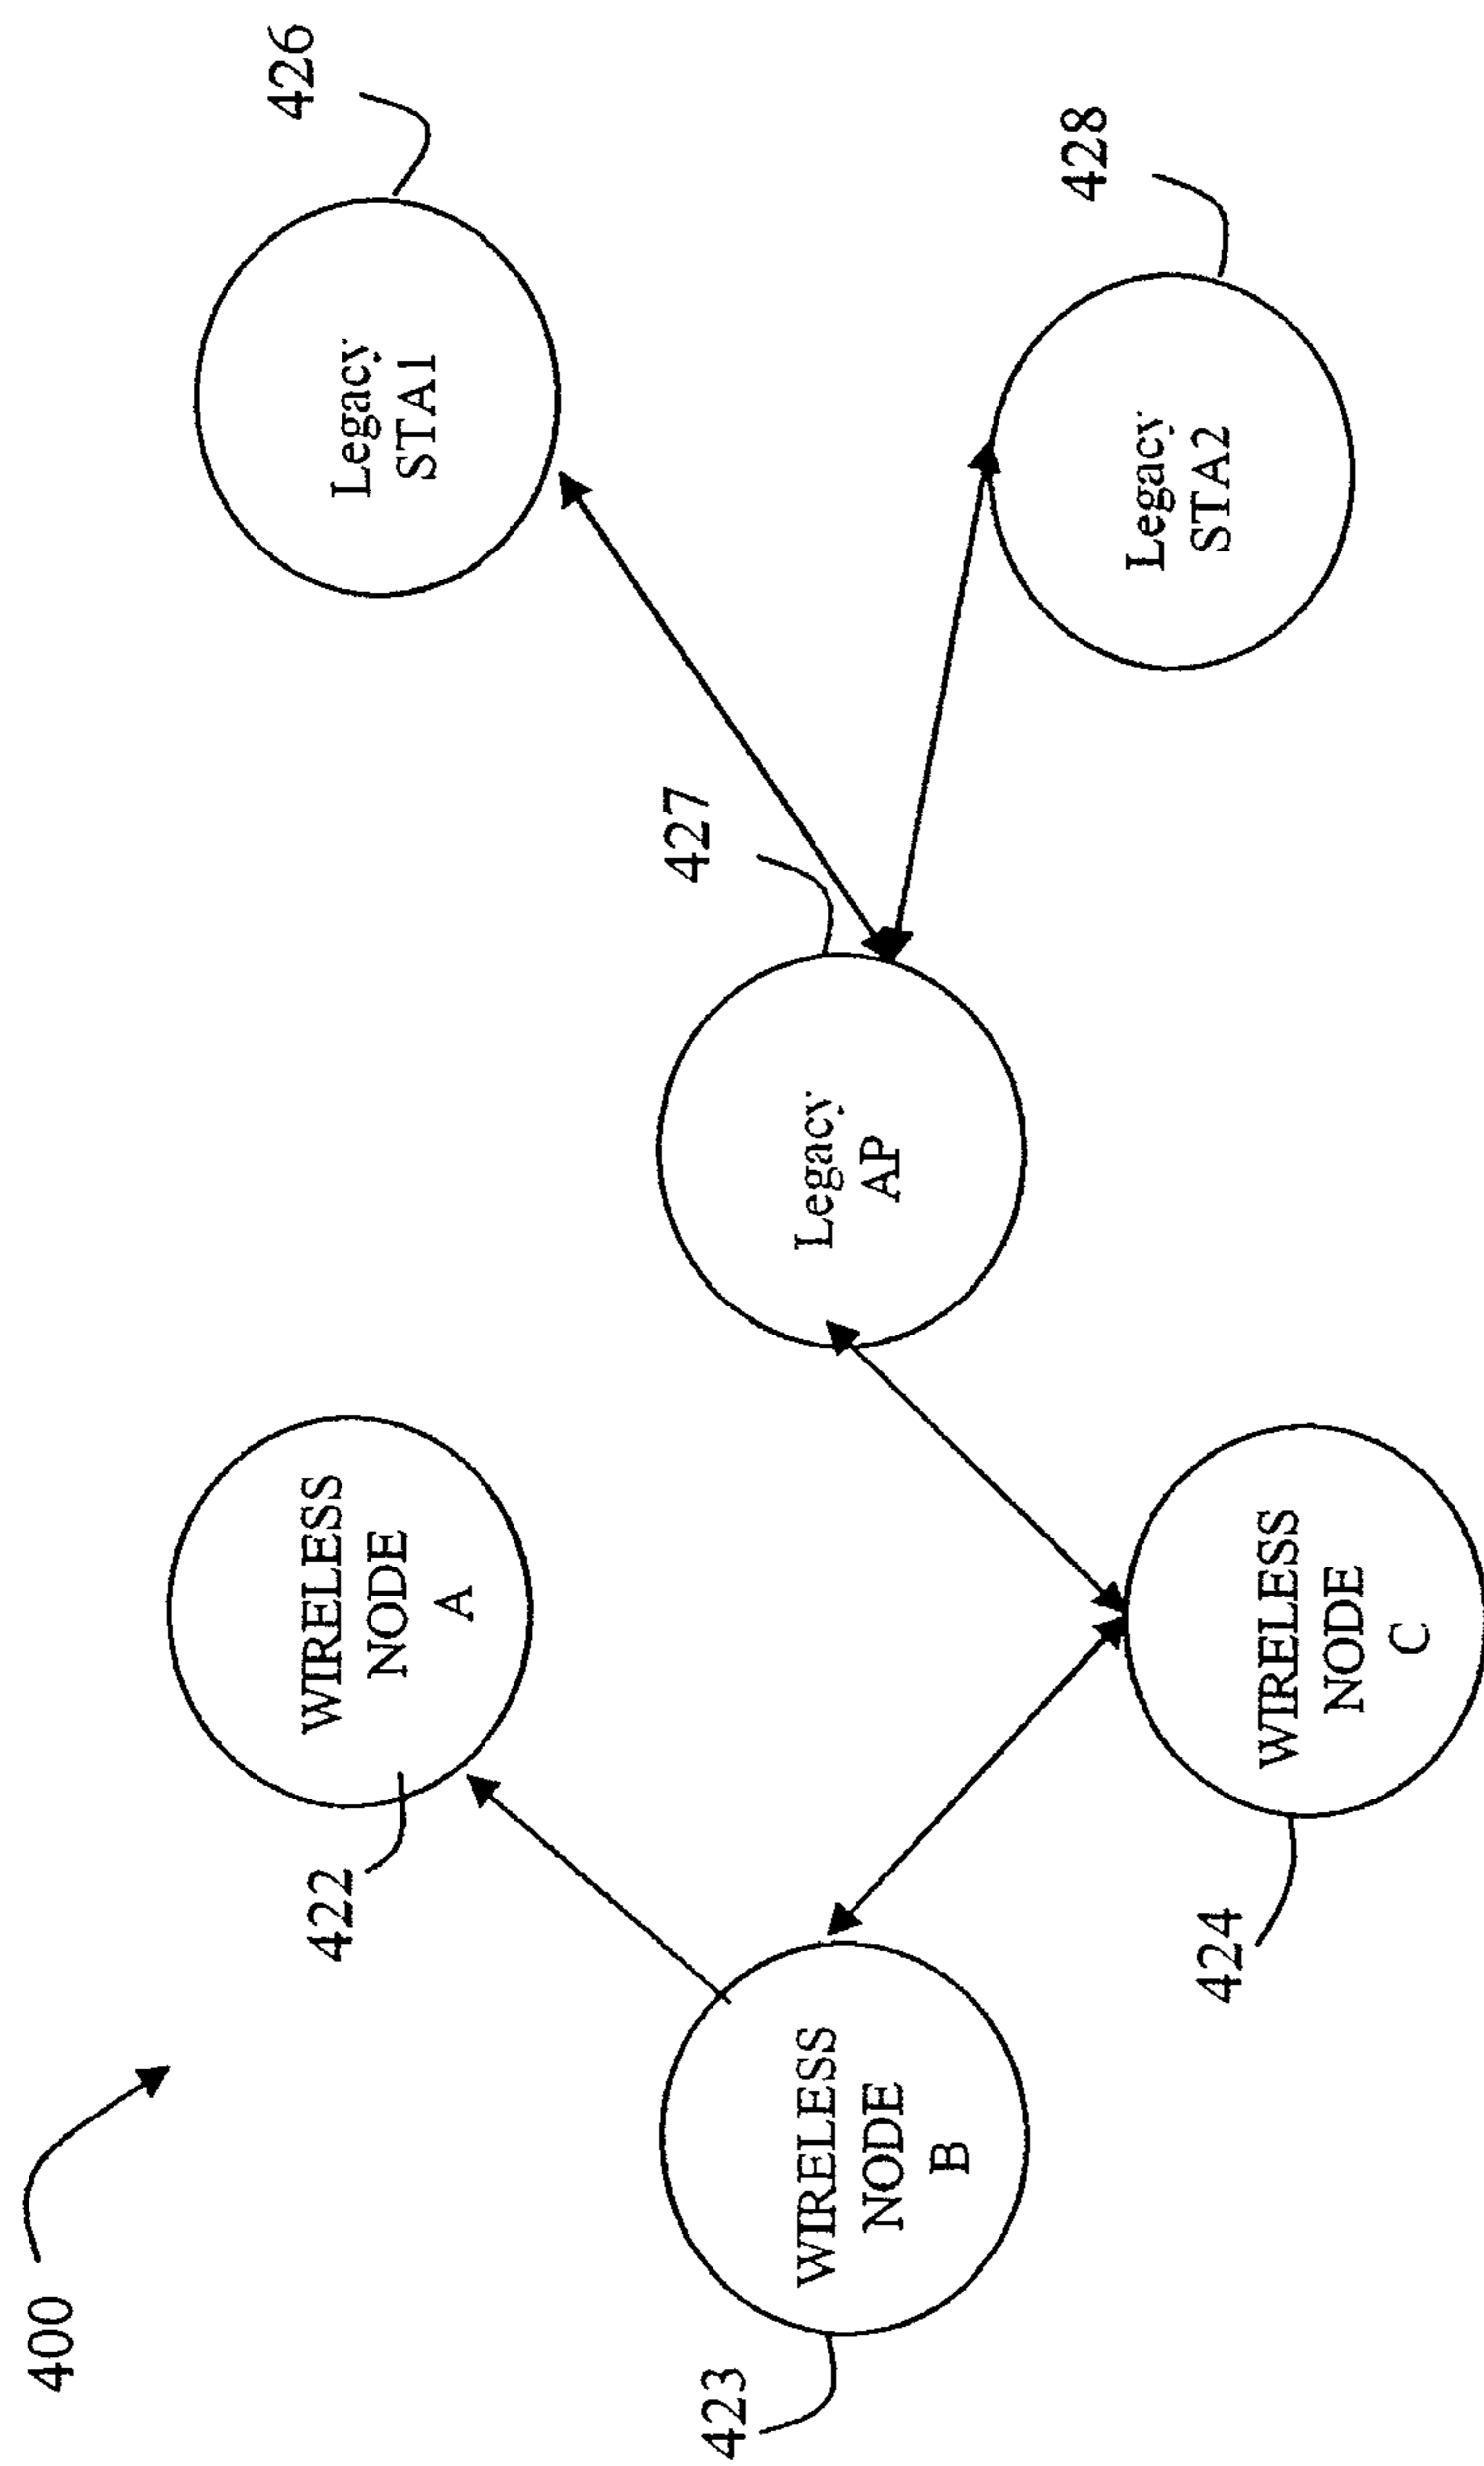 400
422
WIRELESS
NODE
A
426
Legacy
STA1
423
WIRELESS
NODE
B
427
Legacy
AP
424
WIRELESS
NODE
C
428
Legacy
STA2